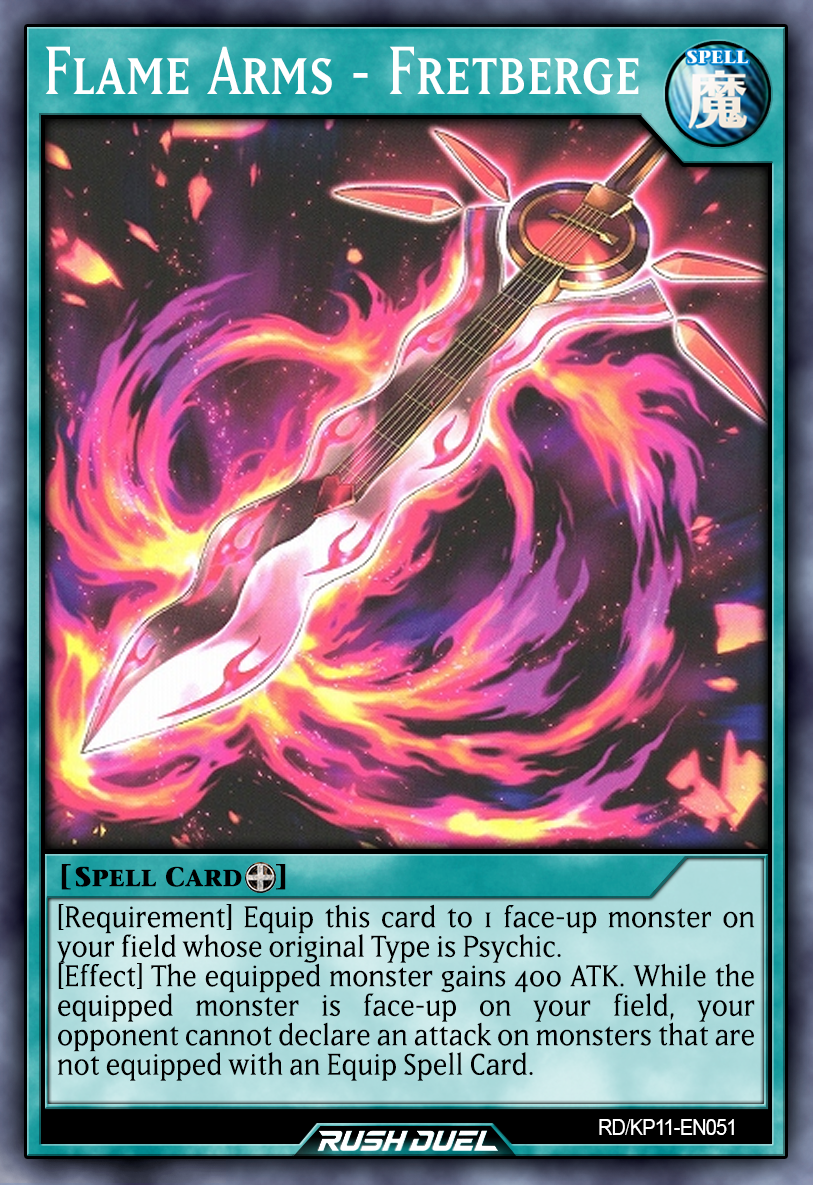 Flame Arms - Fretberge
SPELL
魔
[Spell Card]
[Requirement] Equip this card to 1 face-up monster on
your field whose original Type is Psychic.
[Effect] The equipped monster gains 400 ATK. While the
equipped monster is face-up on your field, your
opponent cannot declare an attack on monsters that are
not equipped with an Equip Spell Card.
RD/KP11-EN051
RUSH DUEL